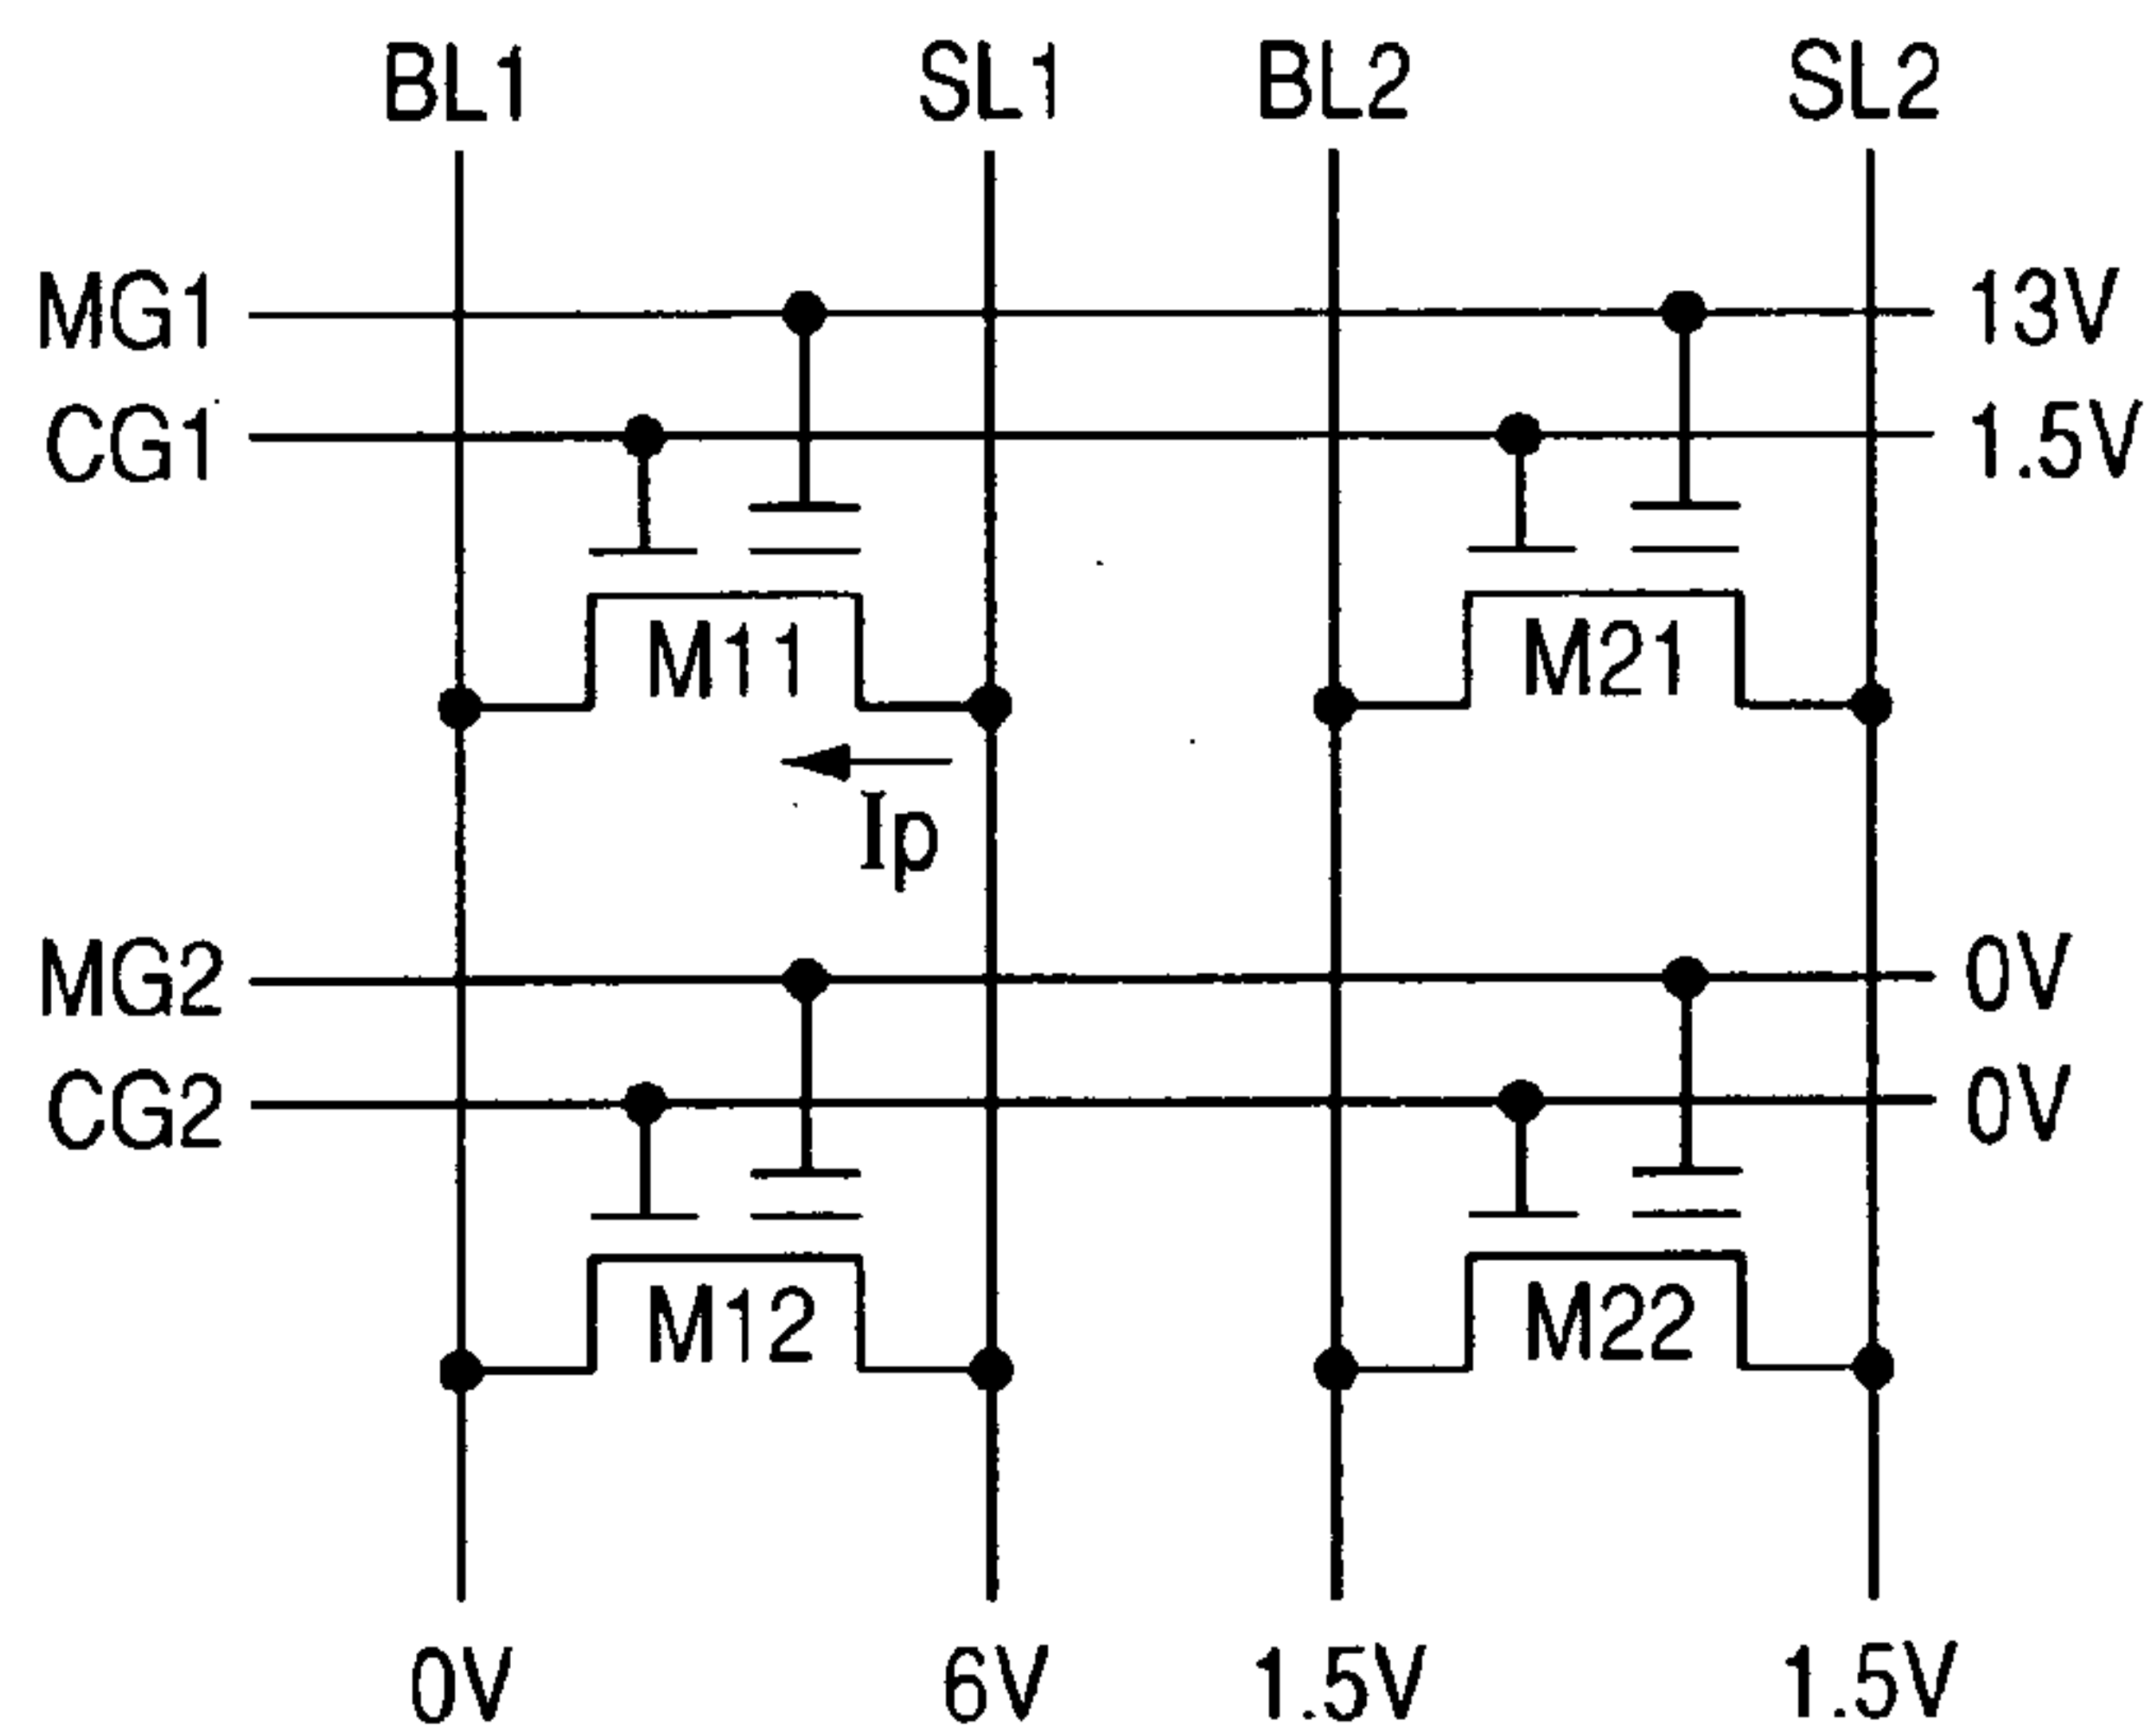 BL1 SL1 BL2 SL2
MG1 13V
CG1 1.5V
M11 M21
Ip
MG2 0V
CG2 0V
M12 M22
0V 6V 1.5V 1.5V